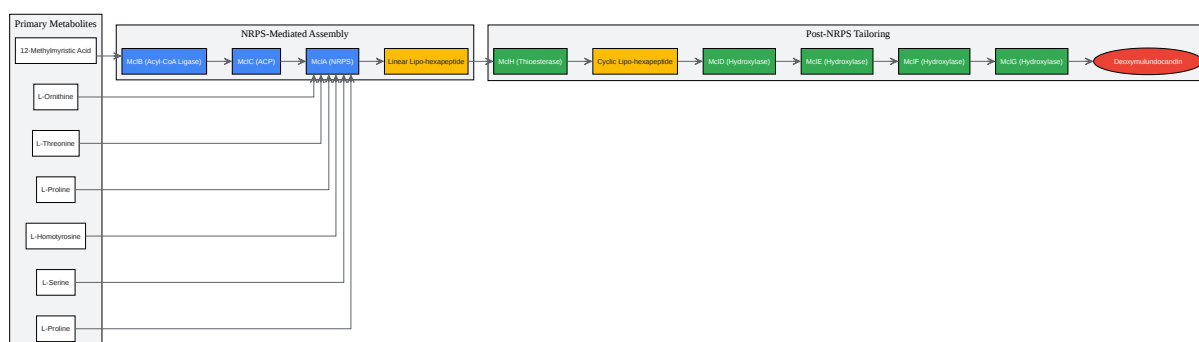 Primary Metabolites
12-Methylmyristic Acid
L-Ornithine
L-Threonine
L-Proline
L-Homotyrosine
L-Serine
L-Proline
NRPS-Mediated Assembly
MclB (Acyl-CoA Ligase)
MclC (ACP)
MclA (NRPS)
Linear Lipo-hexapeptide
Post-NRPS Tailoring
MclH (Thioesterase)
Cyclic Lipo-hexapeptide
MclD (Hydroxylase)
MclE (Hydroxylase)
MclF (Hydroxylase)
MclG (Hydroxylase)
Deoxymulundocandin